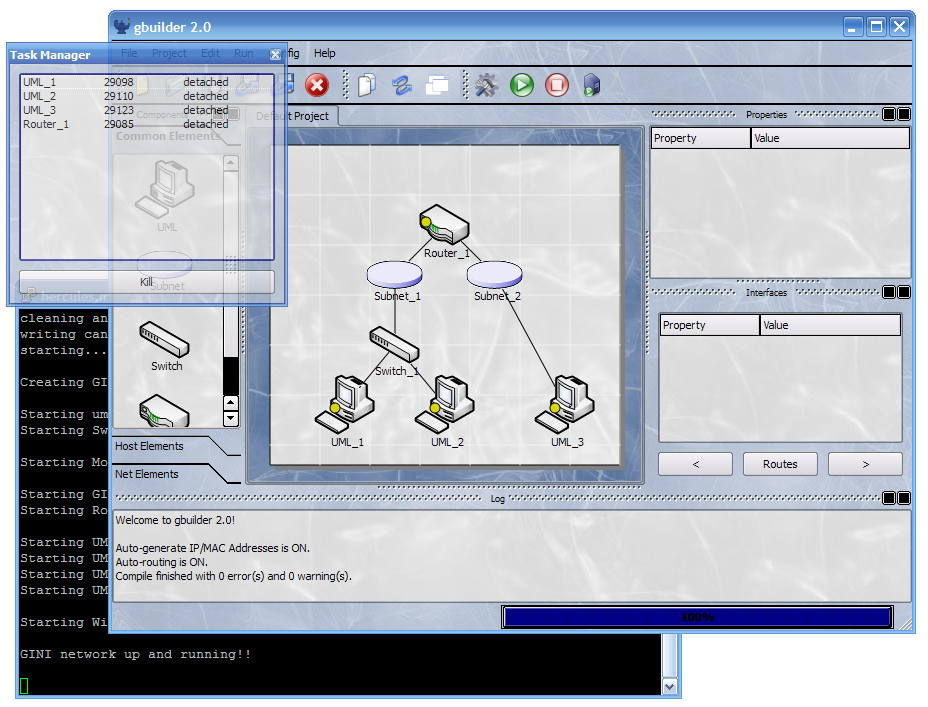 gbuilder 2.0
File Project Edit Run Config Help
Task Manager
UML_1 29098 detached
UML_2 29110 detached
UML_3 29123 detached
Router_1 29085 detached
Kill
Components
Common Elements
UML
Subnet
Switch
Host Elements
Net Elements
Default Project
Router_1
Subnet_1 Subnet_2
Switch_1
UML_1 UML_2 UML_3
Properties
Property Value
Interfaces
Property Value
< Routes >
Log
Welcome to gbuilder 2.0!
Auto-generate IP/MAC Addresses is ON.
Auto-routing is ON.
Compile finished with 0 error(s) and 0 warning(s).
100%
cleaning an
writing can
starting...
Creating GI
Starting um
Starting Sw
Starting Mo
Starting GI
Starting Ro
Starting UM
Starting UM
Starting UM
Starting UM
Starting Wi
GINI network up and running!!